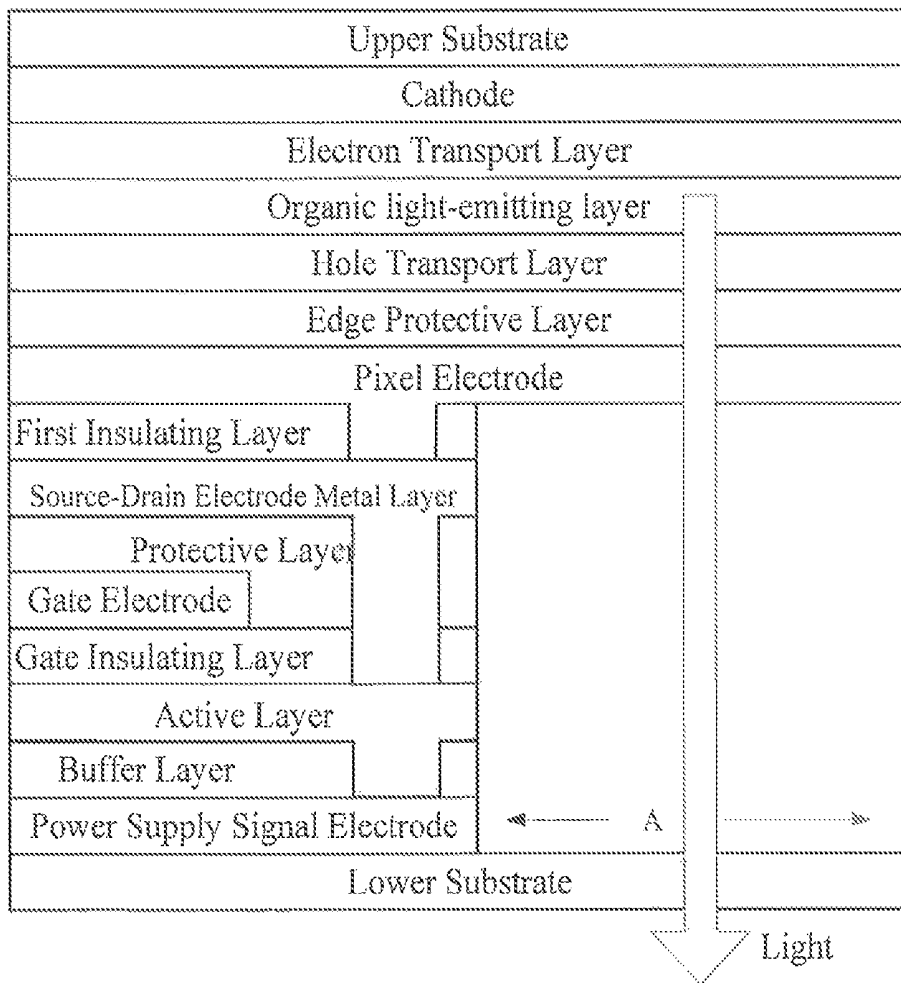 Upper Substrate
Cathode
Electron Transport Layer
Organic light-emitting layer
Hole Transport Layer
Edge Protective Layer
Pixel Electrode
First Insulating Layer
Source-Drain Electrode Metal Layer
Protective Layer
Gate Electrode
Gate Insulating Layer
Active Layer
Buffer Layer
Power Supply Signal Electrode
A
Lower Substrate
Light